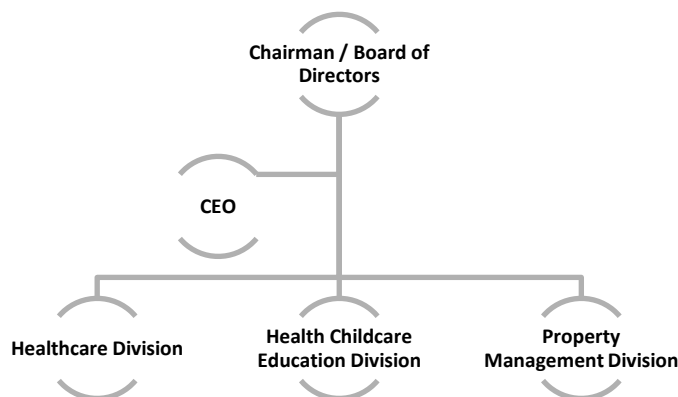 Chairman / Board of
Directors
CEO
Healthcare Division
Health Childcare
Education Division
Property
Management Division